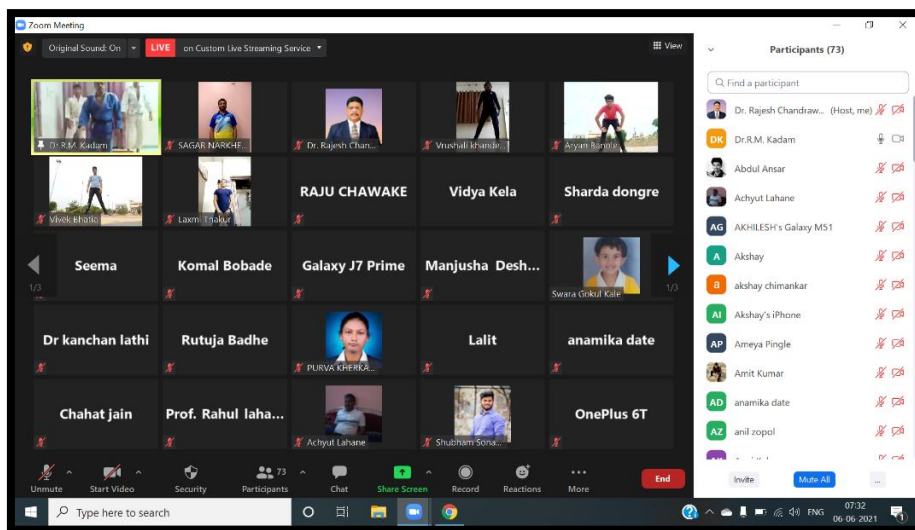 Zoom Meeting
Original Sound: On
LIVE on Custom Live Streaming Service
View
Participants (73)
Find a participant
Dr.R.M. Kadam
SAGAR NARKHE...
Dr. Rajesh Chan...
Vrushali khande...
Aryam Banole
Vivek Bhatia
Laxmi Thakur
RAJU CHAWAKE
Vidya Kela
Sharda dongre
Seema
Komal Bobade
Galaxy J7 Prime
Manjusha Desh...
Swara Gokul Kale
1/3
1/3
Dr kanchan lathi
Rutuja Badhe
PURVA KHERKA...
Lalit
anamika date
Chahat jain
Prof. Rahul laha...
Achyut Lahane
Shubham Sona...
OnePlus 6T
Dr. Rajesh Chandraw... (Host, me)
DK Dr.R.M. Kadam
Abdul Ansar
Achyut Lahane
AG AKHILESH's Galaxy M51
A Akshay
a akshay chimankar
AI Akshay's iPhone
AP Ameya Pingle
Amit Kumar
AD anamika date
AZ anil zopol
Unmute
Start Video
Security
73
Participants
Chat
Share Screen
Record
Reactions
More
End
Invite
Mute All
...
Type here to search
ENG
07:32
06-06-2021